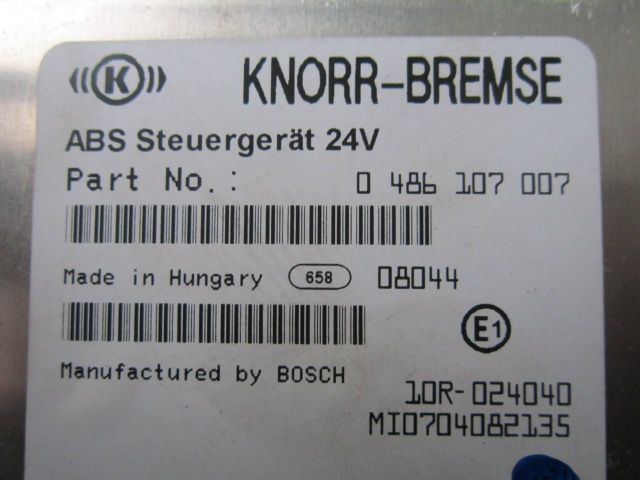 K KNORR-BREMSE
ABS Steuergerät 24V
Part No.: 0 486 107 007
Made in Hungary 658 08044
E1
Manufactured by BOSCH
10R-024040
MI0704082135